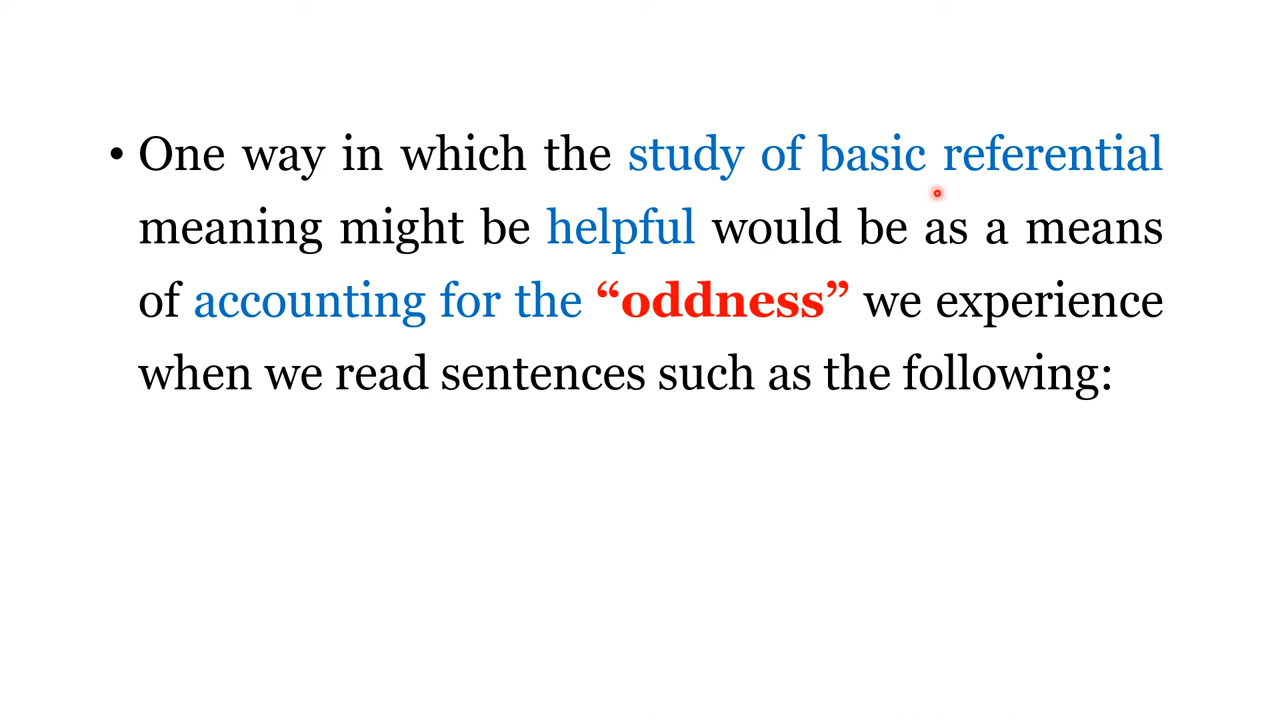 • One way in which the study of basic referential
meaning might be helpful would be as a means
of accounting for the “oddness” we experience
when we read sentences such as the following: